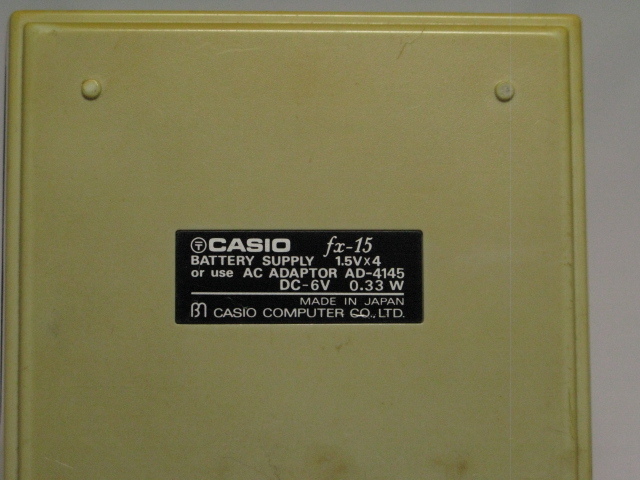 〶CASIO fx-15
BATTERY SUPPLY 1.5V×4
or use AC ADAPTOR AD-4145
DC-6V 0.33 W
MADE IN JAPAN
CASIO COMPUTER CO., LTD.